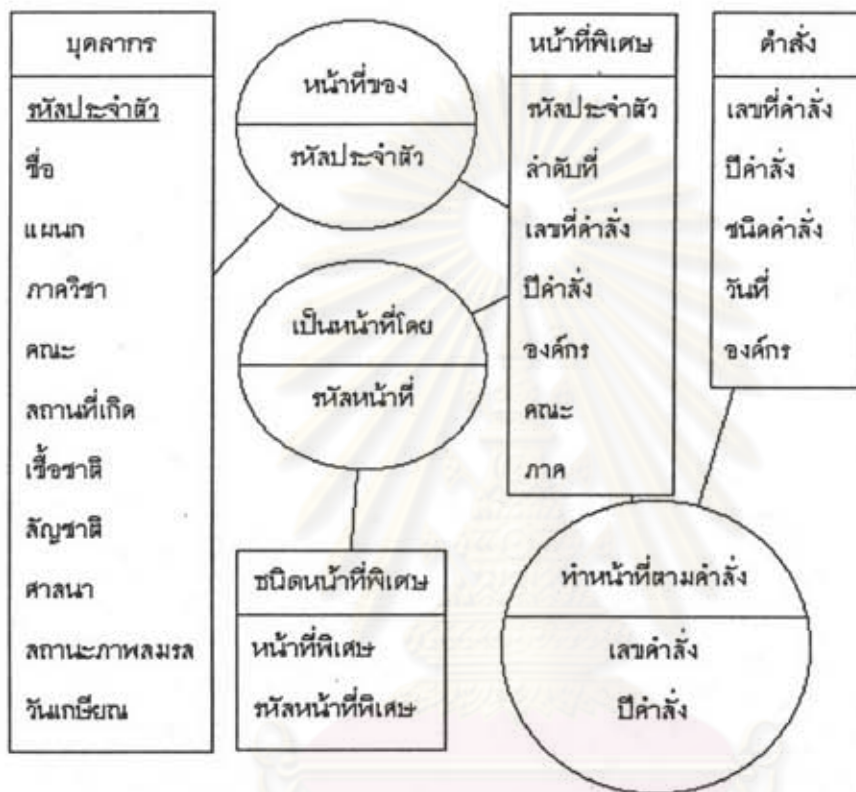 บุคลากร
รหัสประจำตัว
ชื่อ
แผนก
ภาควิชา
คณะ
สถานที่เกิด
เชื้อชาติ
สัญชาติ
ศาสนา
สถานะภาพสมรส
วันเกษียณ
หน้าที่ของ
รหัสประจำตัว
เป็นหน้าที่โดย
รหัสหน้าที่
ชนิดหน้าที่พิเศษ
หน้าที่พิเศษ
รหัสหน้าที่พิเศษ
หน้าที่พิเศษ
รหัสประจำตัว
ลำดับที่
เลขที่คำสั่ง
ปีคำสั่ง
องค์กร
คณะ
ภาค
คำสั่ง
เลขที่คำสั่ง
ปีคำสั่ง
ชนิดคำสั่ง
วันที่
องค์กร
ทำหน้าที่ตามคำสั่ง
เลขคำสั่ง
ปีคำสั่ง